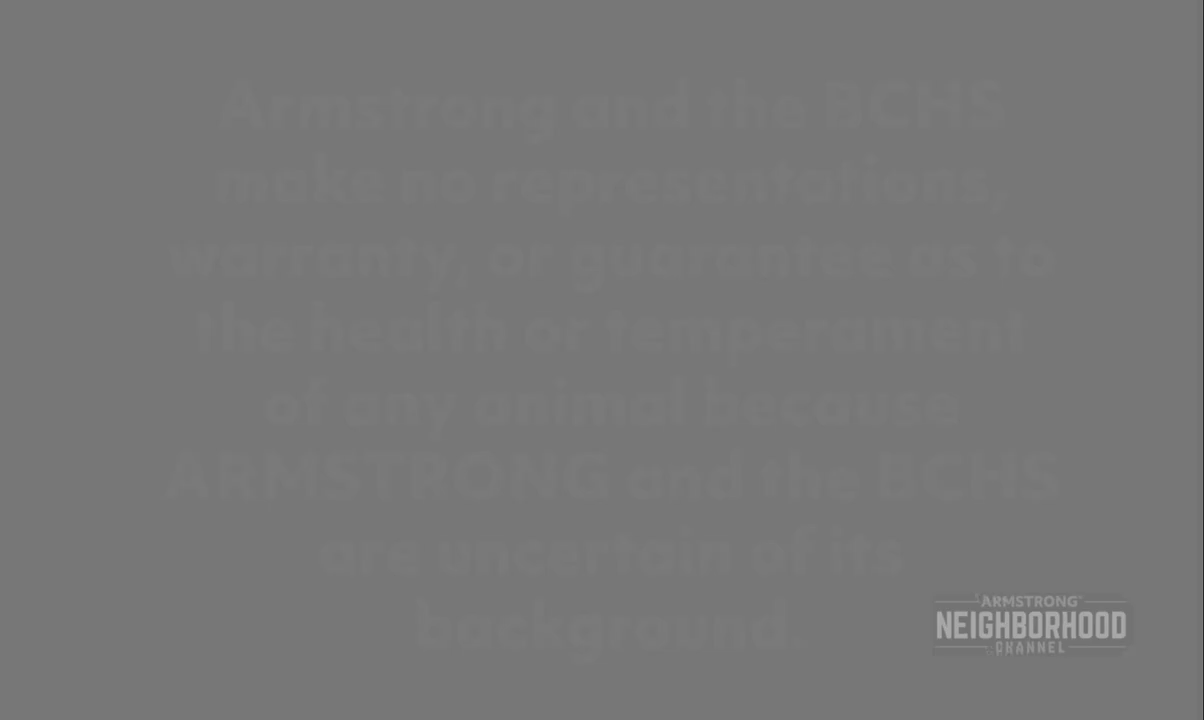 Armstrong and the BCHS
make no representations,
warranty, or guarantee as to
the health or temperament
of any animal because
ARMSTRONG and the BCHS
are uncertain of its
background.
ARMSTRONG
NEIGHBORHOOD
CHANNEL